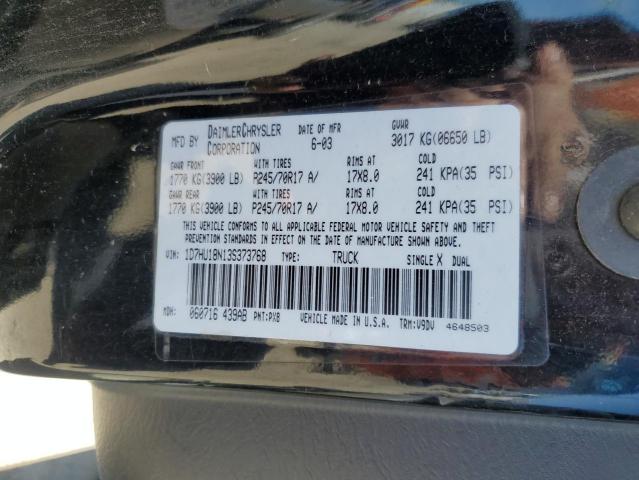 MFD BY DAIMLERCHRYSLER CORPORATION DATE OF MFR 6-03 GVWR 3017 KG(06650 LB)
GAWR FRONT WITH TIRES RIMS AT COLD
1770 KG(3900 LB) P245/70R17 A/ 17X8.0 241 KPA(35 PSI)
GAWR REAR WITH TIRES RIMS AT COLD
1770 KG(3900 LB) P245/70R17 A/ 17X8.0 241 KPA(35 PSI)
THIS VEHICLE CONFORMS TO ALL APPLICABLE FEDERAL MOTOR VEHICLE SAFETY AND THEFT
PREVENTION STANDARDS IN EFFECT ON THE DATE OF MANUFACTURE SHOWN ABOVE.
VIN: 1D7HU18N13S373768 TYPE: TRUCK SINGLE X DUAL
MDH: 060716 439AB PNT:PX8 VEHICLE MADE IN U.S.A. TRM:V9DV 4648503